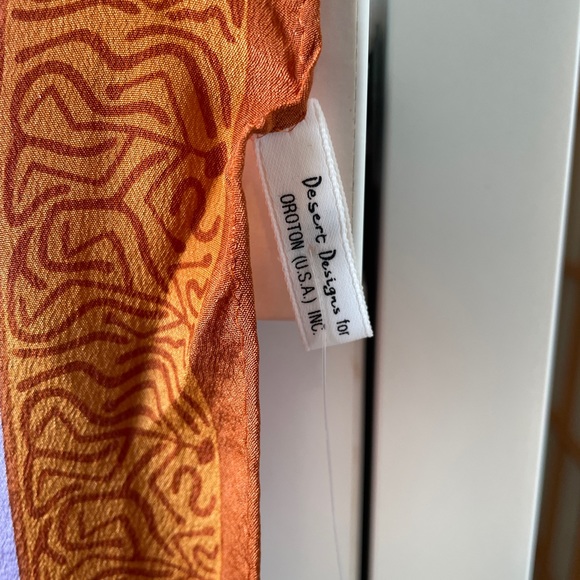 Desert Designs for
OROTON (U.S.A.) INC.